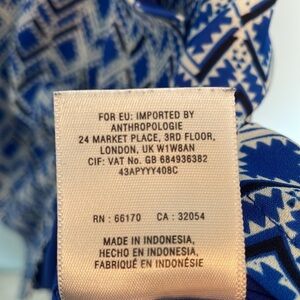 FOR EU: IMPORTED BY
ANTHROPOLOGIE
24 MARKET PLACE, 3RD FLOOR,
LONDON, UK W1W8AN
CIF: VAT No. GB 684936382
43APYYY408C
RN : 66170 CA : 32054
MADE IN INDONESIA,
HECHO EN INDONESIA,
FABRIQUÉ EN INDONÉSIE